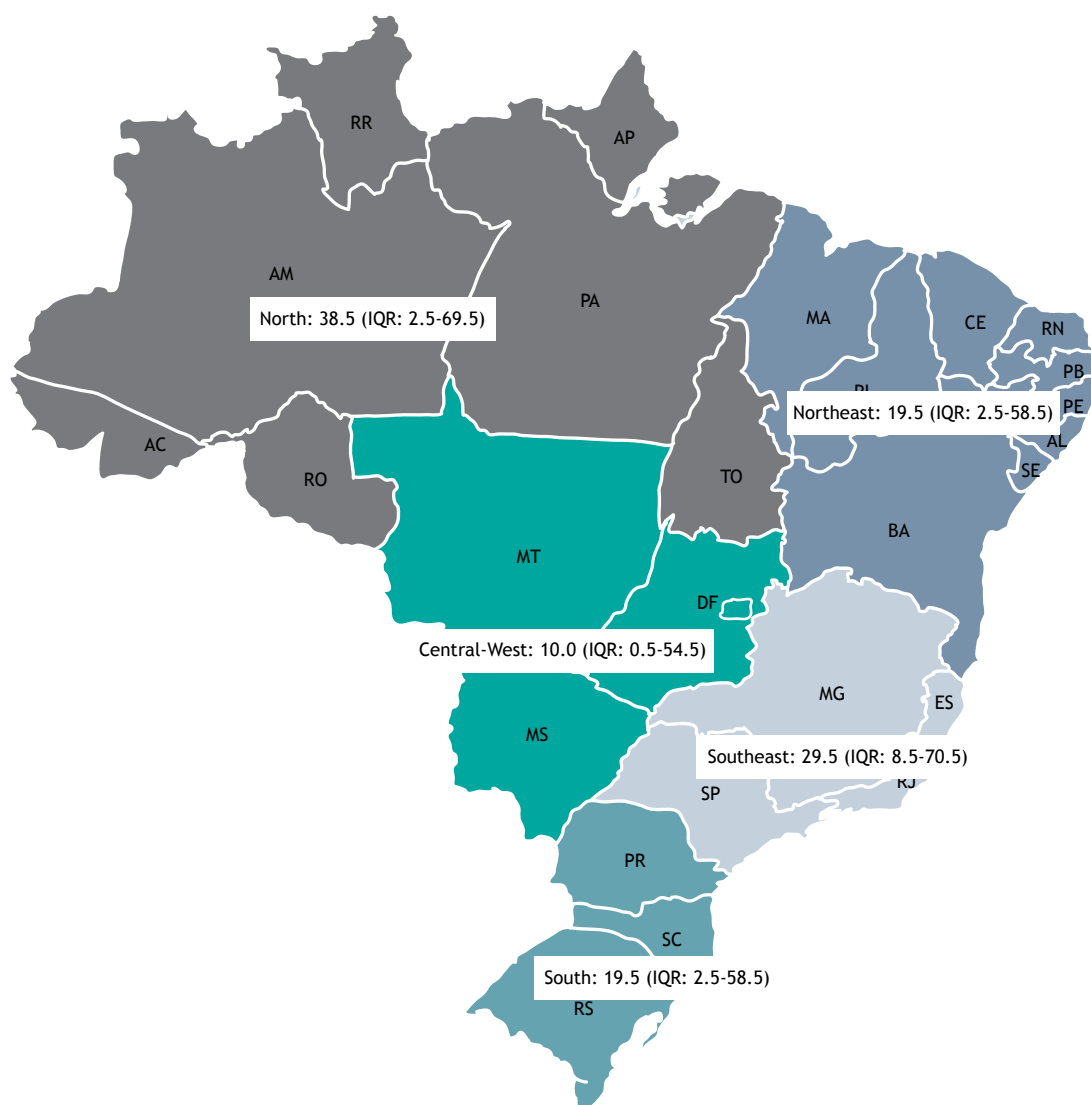 RR
AP
AM
PA
North: 38.5 (IQR: 2.5-69.5)
MA
CE
RN
PB
PI
Northeast: 19.5 (IQR: 2.5-58.5)
PE
AL
AC
SE
RO
TO
BA
MT
DF
Central-West: 10.0 (IQR: 0.5-54.5)
MG
ES
MS
Southeast: 29.5 (IQR: 8.5-70.5)
RJ
SP
PR
SC
South: 19.5 (IQR: 2.5-58.5)
RS